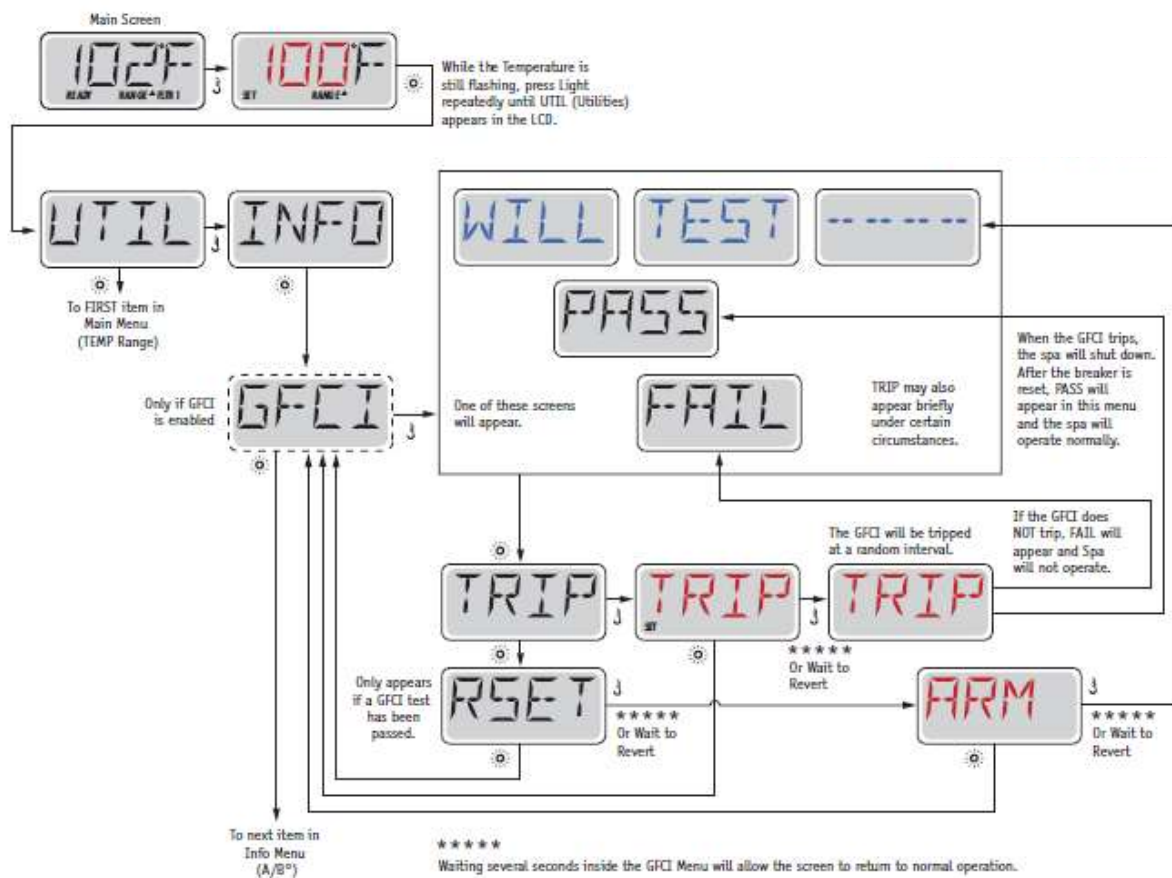 Main Screen
102°F
READY RANGE FLTR 1
100°F
SET RANGE
While the Temperature is
still flashing, press Light
repeatedly until UTIL (Utilities)
appears in the LCD.
UTIL
INFO
To FIRST item in
Main Menu
(TEMP Range)
WILL
TEST
-----
PASS
FAIL
One of these screens
will appear.
TRIP may also
appear briefly
under certain
circumstances.
When the GFCI trips,
the spa will shut down.
After the breaker is
reset, PASS will
appear in this menu
and the spa will
operate normally.
Only if GFCI
is enabled
GFCI
If the GFCI does
NOT trip, FAIL will
appear and Spa
will not operate.
The GFCI will be tripped
at a random interval.
TRIP
TRIP
SET
TRIP
*****
Or Wait to
Revert
Only appears
if a GFCI test
has been
passed.
RSET
*****
Or Wait to
Revert
ARM
*****
Or Wait to
Revert
To next item in
Info Menu
(A/B°)
*****
Waiting several seconds inside the GFCI Menu will allow the screen to return to normal operation.